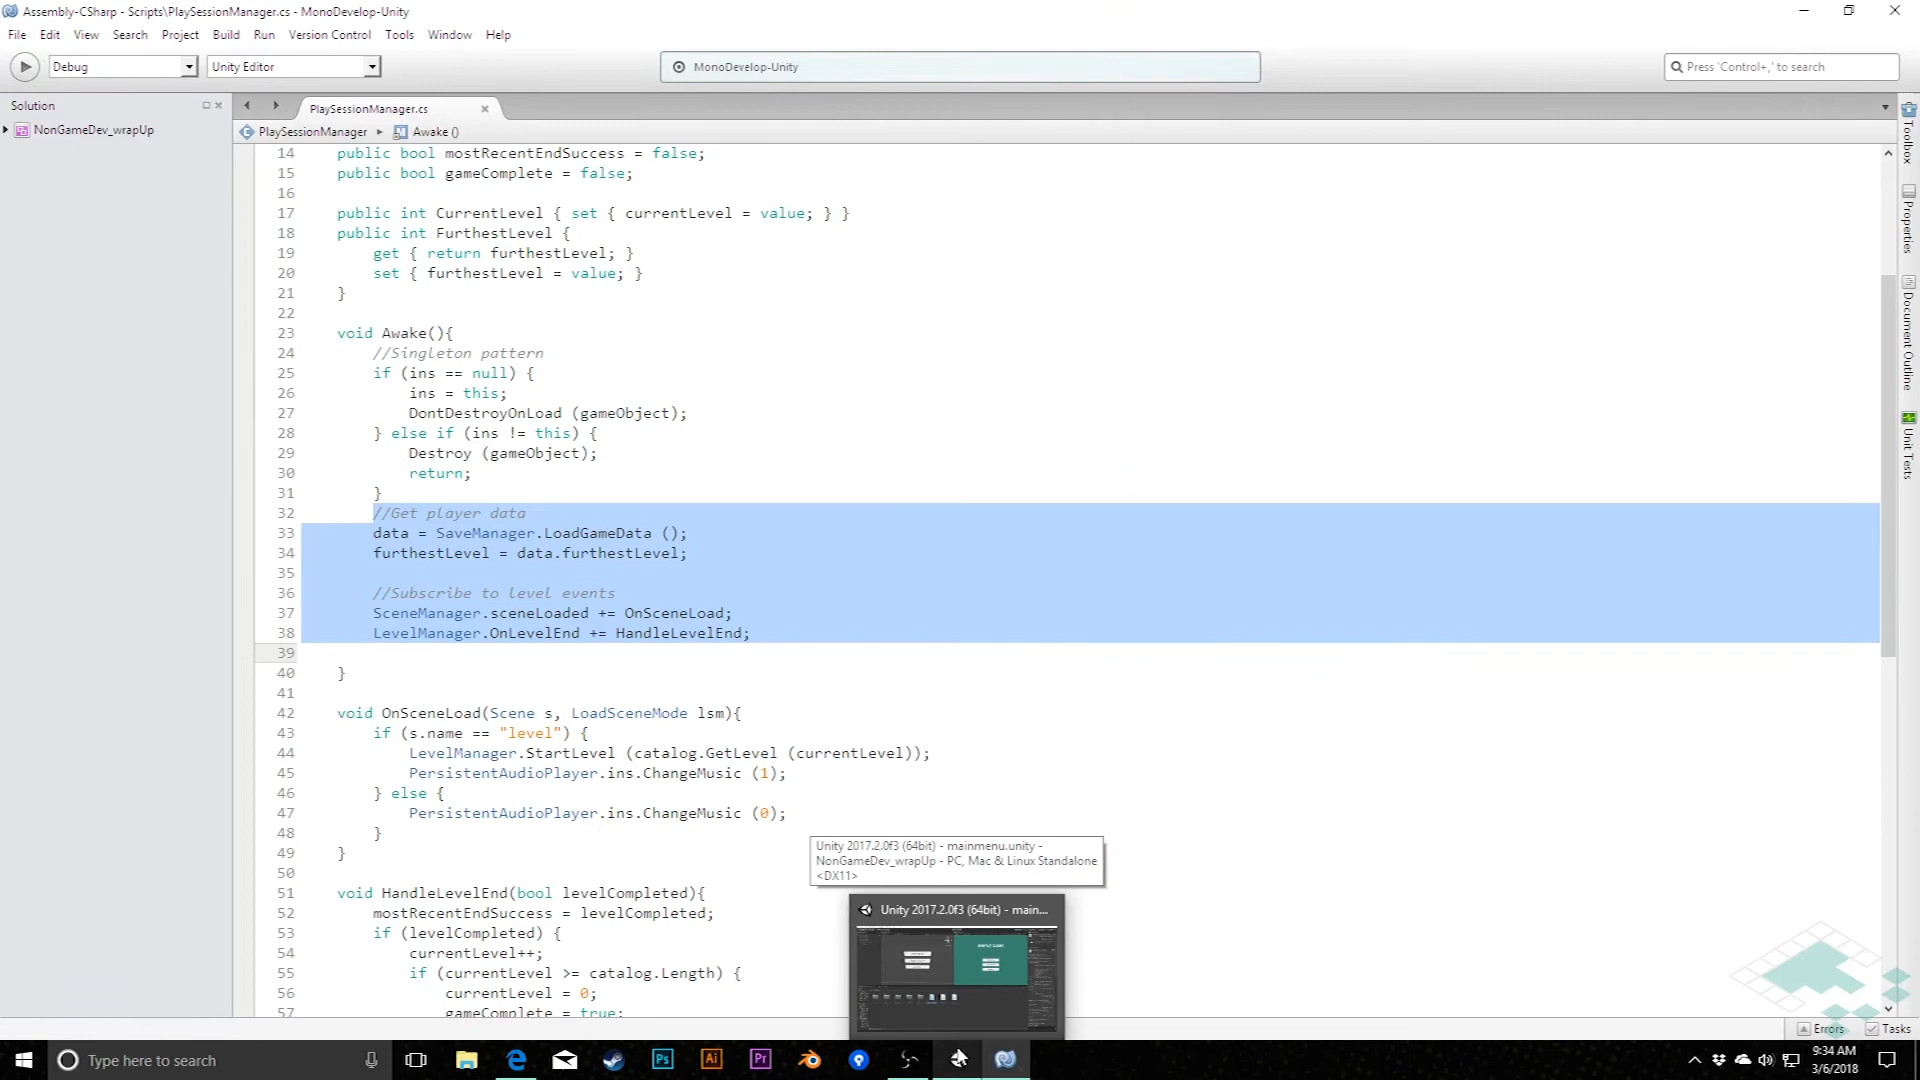 Assembly-CSharp - Scripts\PlaySessionManager.cs - MonoDevelop-Unity
File Edit View Search Project Build Run Version Control Tools Window Help
Debug Unity Editor MonoDevelop-Unity Press 'Control+,' to search
Solution
NonGameDev_wrapUp
PlaySessionManager.cs
PlaySessionManager Awake ()
14 public bool mostRecentEndSuccess = false;
15 public bool gameComplete = false;
16
17 public int CurrentLevel { set { currentLevel = value; } }
18 public int FurthestLevel {
19 get { return furthestLevel; }
20 set { furthestLevel = value; }
21 }
22
23 void Awake(){
24 //Singleton pattern
25 if (ins == null) {
26 ins = this;
27 DontDestroyOnLoad (gameObject);
28 } else if (ins != this) {
29 Destroy (gameObject);
30 return;
31 }
32 //Get player data
33 data = SaveManager.LoadGameData ();
34 furthestLevel = data.furthestLevel;
35
36 //Subscribe to level events
37 SceneManager.sceneLoaded += OnSceneLoad;
38 LevelManager.OnLevelEnd += HandleLevelEnd;
39
40 }
41
42 void OnSceneLoad(Scene s, LoadSceneMode lsm){
43 if (s.name == "level") {
44 LevelManager.StartLevel (catalog.GetLevel (currentLevel));
45 PersistentAudioPlayer.ins.ChangeMusic (1);
46 } else {
47 PersistentAudioPlayer.ins.ChangeMusic (0);
48 }
49 }
50
51 void HandleLevelEnd(bool levelCompleted){
52 mostRecentEndSuccess = levelCompleted;
53 if (levelCompleted) {
54 currentLevel++;
55 if (currentLevel >= catalog.Length) {
56 currentLevel = 0;
57 gameComplete = true;
Toolbox
Properties
Document Outline
Unit Tests
Unity 2017.2.0f3 (64bit) - mainmenu.unity -
NonGameDev_wrapUp - PC, Mac & Linux Standalone
<DX11>
Unity 2017.2.0f3 (64bit) - main...
Errors Tasks
Type here to search
Ps Ai Pr
9:34 AM
3/6/2018